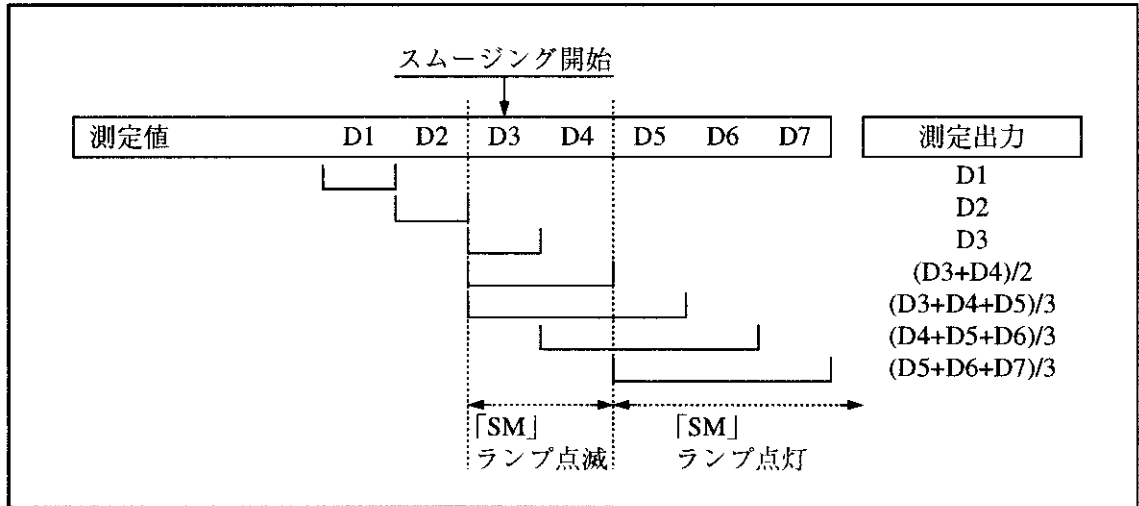 スムージング開始
測定値 D1 D2 D3 D4 D5 D6 D7 測定出力
D1
D2
D3
(D3+D4)/2
(D3+D4+D5)/3
(D4+D5+D6)/3
(D5+D6+D7)/3
「SM」 「SM」
ランプ点滅 ランプ点灯